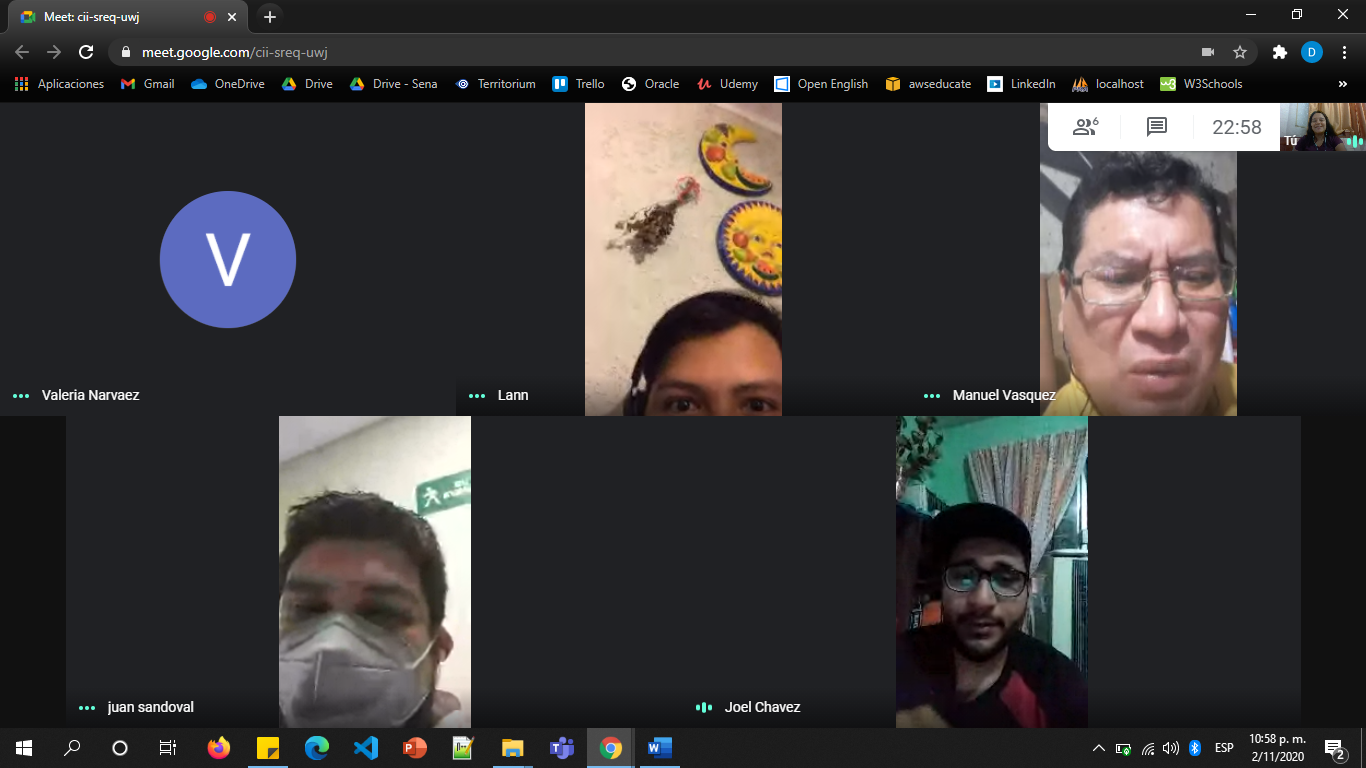 Meet: cii-sreq-uwj
meet.google.com/cii-sreq-uwj
D
Aplicaciones Gmail OneDrive Drive Drive - Sena Territorium Trello Oracle Udemy Open English awseducate LinkedIn localhost W3Schools »
6 22:58 Tú
V
Valeria Narvaez
Lann
Manuel Vasquez
juan sandoval
Joel Chavez
ESP
10:58 p. m.
2/11/2020
2